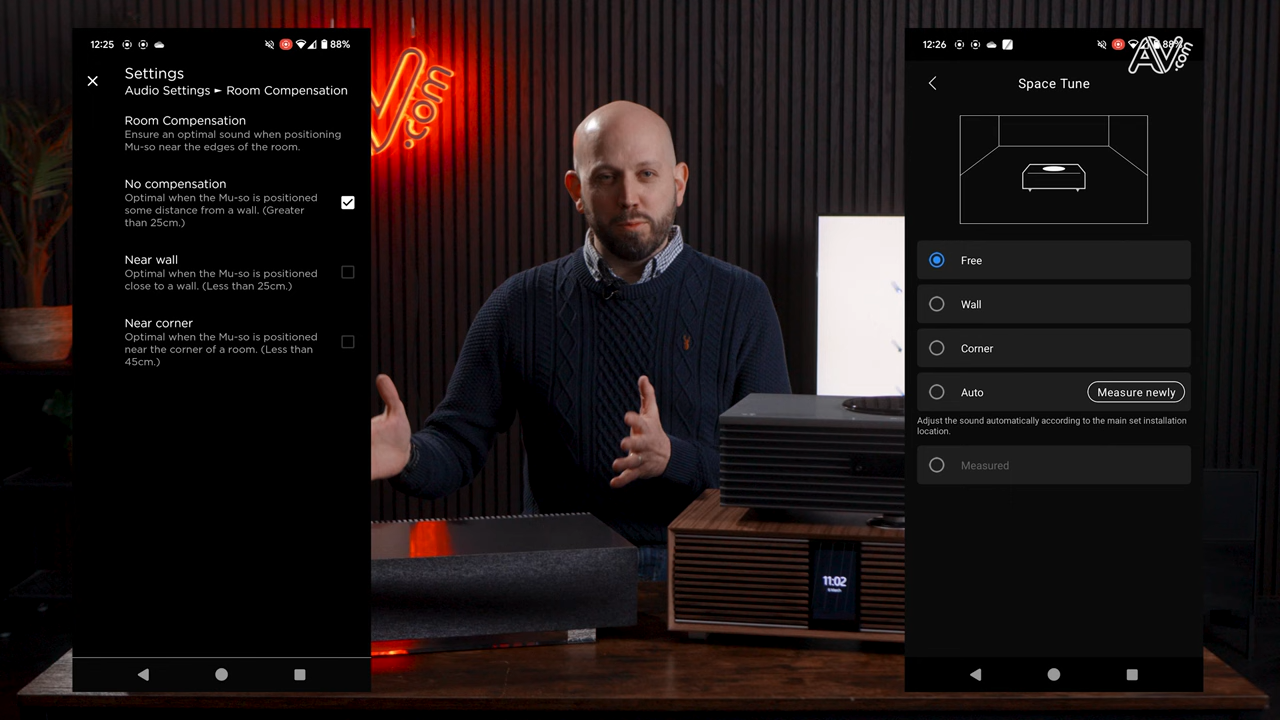 12:25
88%
Settings
Audio Settings ► Room Compensation
Room Compensation
Ensure an optimal sound when positioning
Mu-so near the edges of the room.
No compensation
Optimal when the Mu-so is positioned
some distance from a wall. (Greater
than 25cm.)
Near wall
Optimal when the Mu-so is positioned
close to a wall. (Less than 25cm.)
Near corner
Optimal when the Mu-so is positioned
near the corner of a room. (Less than
45cm.)
V.com
11:02
12:26
88%
AV.com
Space Tune
Free
Wall
Corner
Auto
Measure newly
Adjust the sound automatically according to the main set installation
location.
Measured